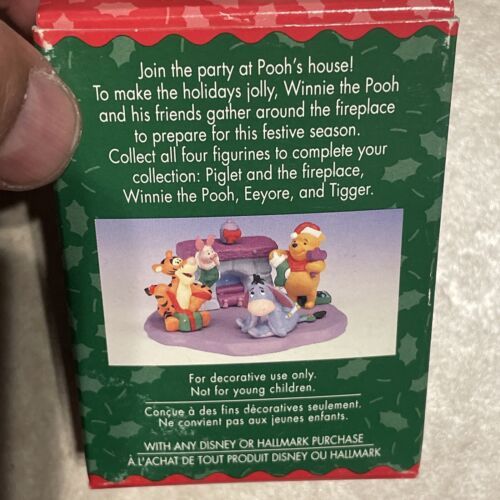 Join the party at Pooh's house!
To make the holidays jolly, Winnie the Pooh
and his friends gather around the fireplace
to prepare for this festive season.
Collect all four figurines to complete your
collection: Piglet and the fireplace,
Winnie the Pooh, Eeyore, and Tigger.
For decorative use only.
Not for young children.
Conçue à des fins décoratives seulement.
Ne convient pas aux jeunes enfants.
WITH ANY DISNEY OR HALLMARK PURCHASE
À L'ACHAT DE TOUT PRODUIT DISNEY OU HALLMARK